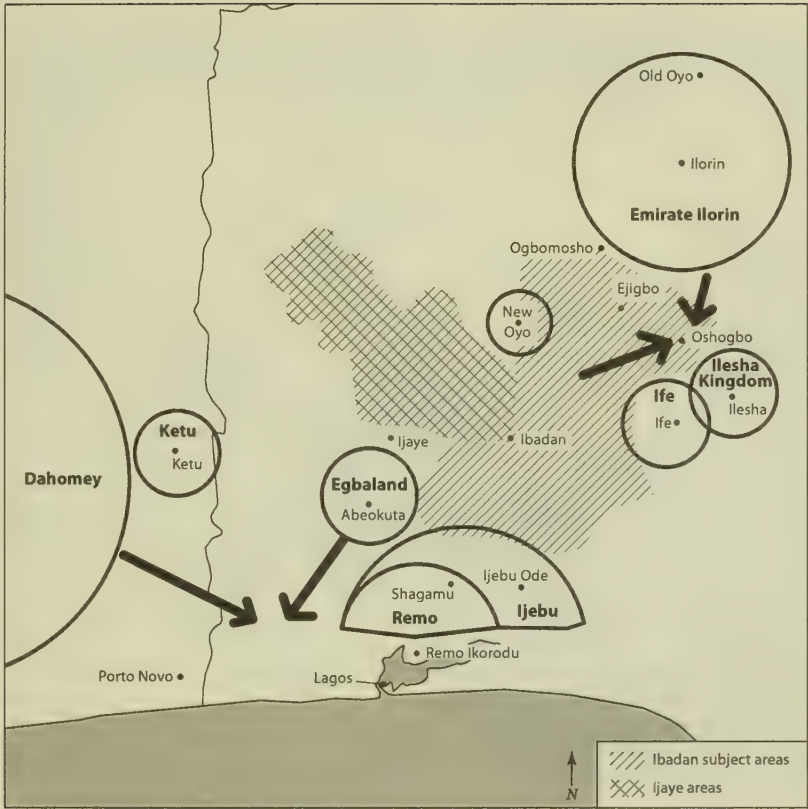 Old Oyo
Ilorin
Emirate Ilorin
Ogbomosho
Ejigbo
New
Oyo
Oshogbo
Ilesha
Kingdom
Ilesha
Ife
Ife
Ketu
Ketu
Ijaye
Ibadan
Dahomey
Egbaland
Abeokuta
Ijebu Ode
Shagamu
Remo
Ijebu
Remo Ikorodu
Porto Novo
Lagos
N
Ibadan subject areas
Ijaye areas